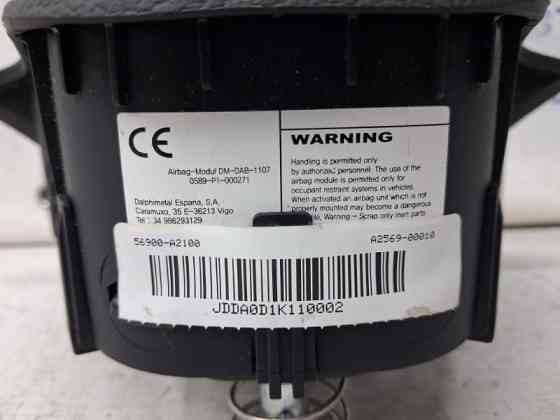 CE
Airbag-Modul DM-DAB-1107
0589-P1-000271
Dalphimetal Espana, S.A.
Caramuxo, 35 E-36213 Vigo
Tel. 34 986293129
WARNING
Handling is permitted only
by authorized personnel. The use of the
airbag module is permitted only for
occupant restraint systems in vehicles.
When activated an airbag unit which is not
properly mounted may become a dangerous
Warning - Scrap only inert parts
56900-A2100
A2569-00010
JDDA0D1K110002